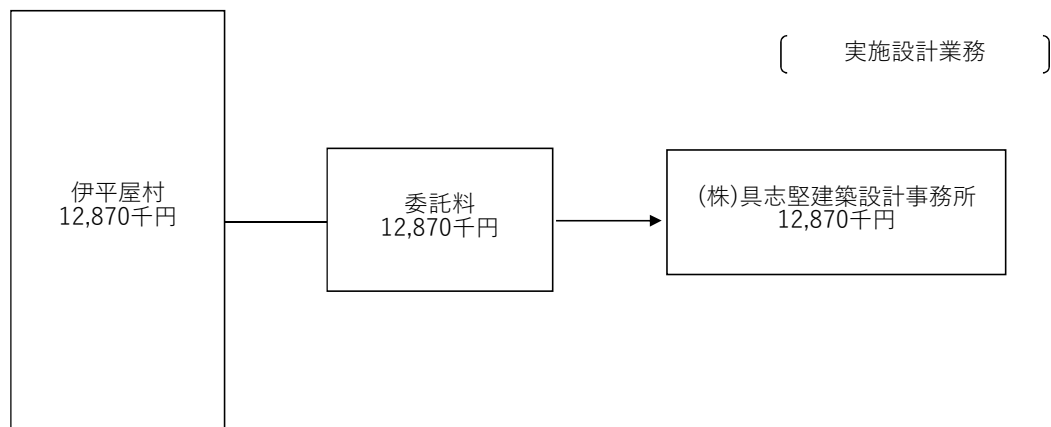 実施設計業務
伊平屋村
12,870千円
委託料
12,870千円
(株)具志堅建築設計事務所
12,870千円